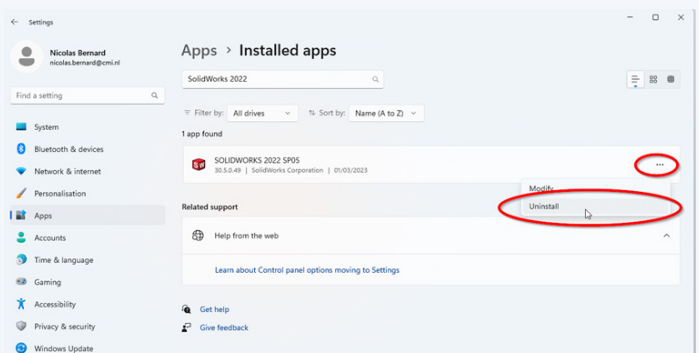 Settings
Nicolas Bernard
nicolas.bernard@cmi.nl
Find a setting
System
Bluetooth & devices
Network & internet
Personalisation
Apps
Accounts
Time & language
Gaming
Accessibility
Privacy & security
Windows Update
Apps > Installed apps
SolidWorks 2022
Filter by: All drives Sort by: Name (A to Z)
1 app found
SOLIDWORKS 2022 SP05
30.5.0.49 | SolidWorks Corporation | 01/03/2023
Modify
Uninstall
Related support
Help from the web
Learn about Control panel options moving to Settings
Get help
Give feedback